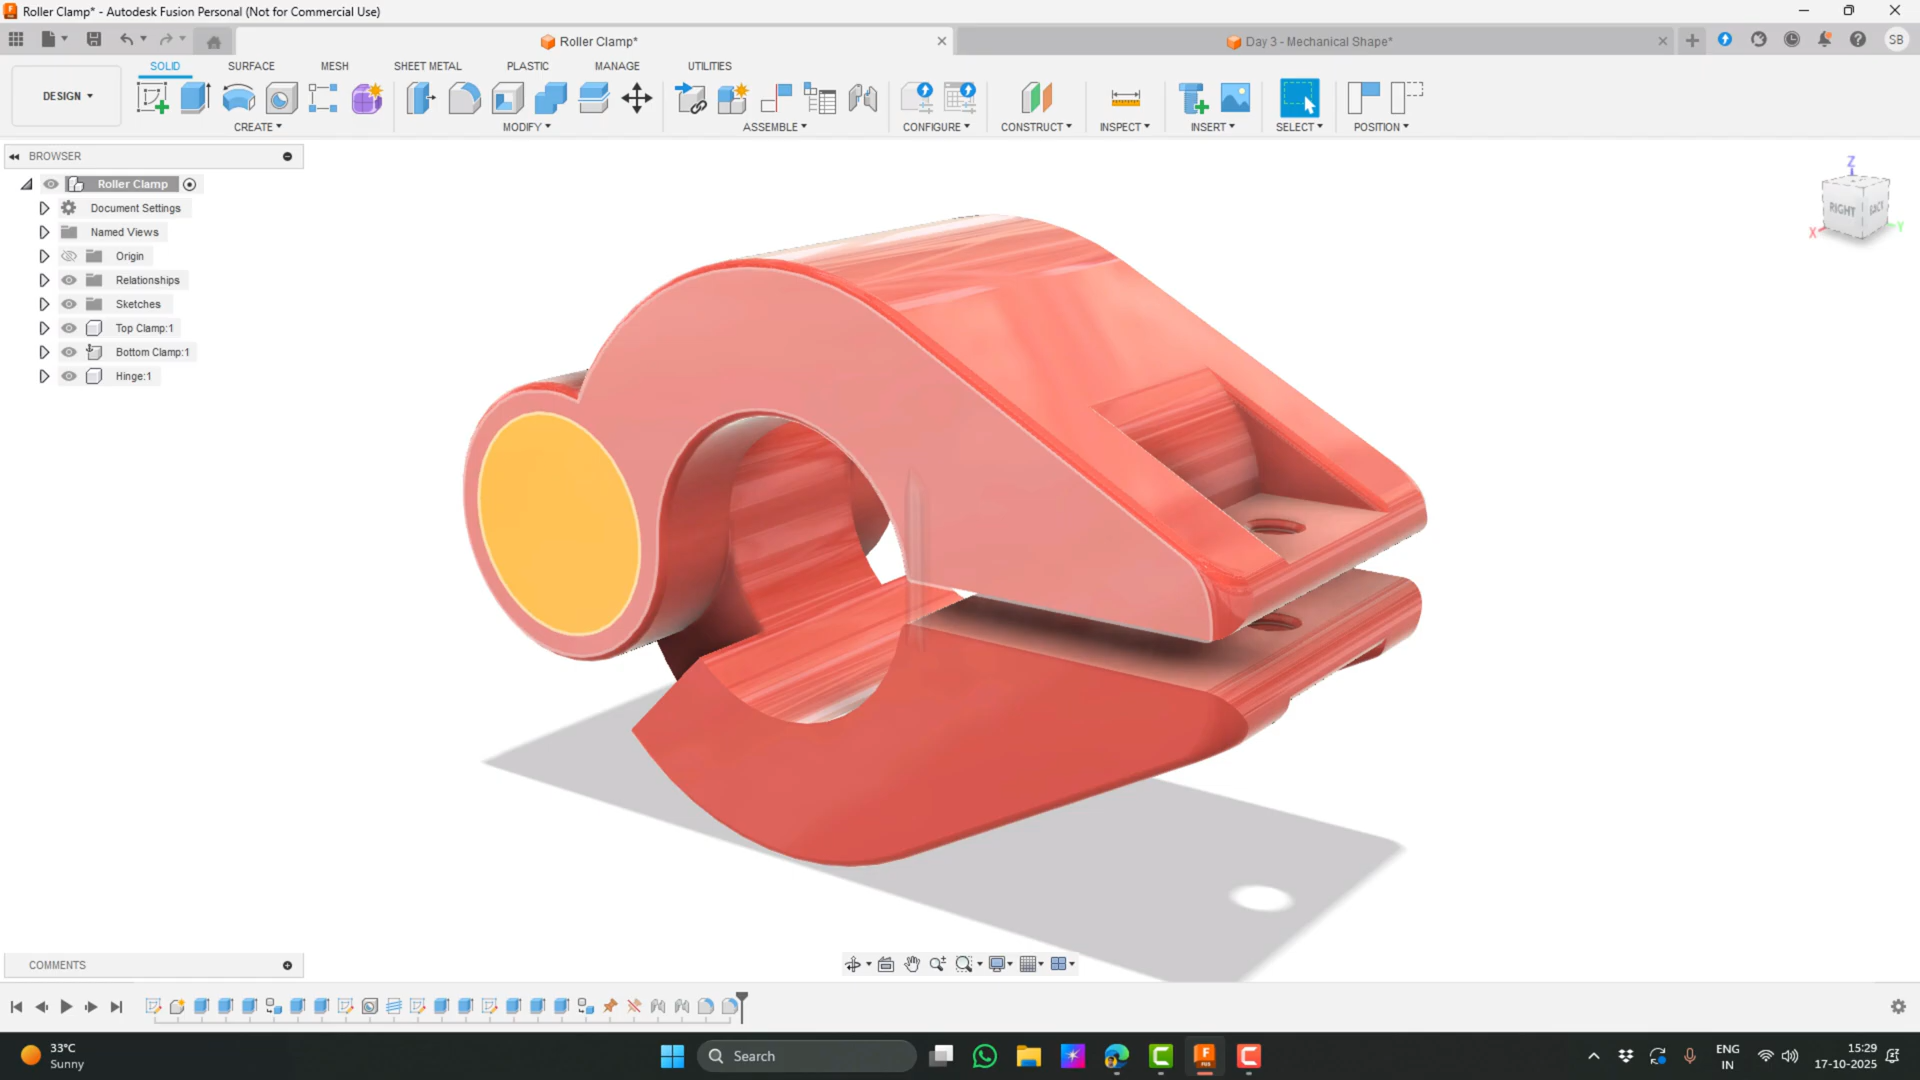 Roller Clamp* - Autodesk Fusion Personal (Not for Commercial Use)
Roller Clamp*
Day 3 - Mechanical Shape*
SB
DESIGN
SOLID
SURFACE
MESH
SHEET METAL
PLASTIC
MANAGE
UTILITIES
CREATE
MODIFY
ASSEMBLE
CONFIGURE
CONSTRUCT
INSPECT
INSERT
SELECT
POSITION
BROWSER
Roller Clamp
Document Settings
Named Views
Origin
Relationships
Sketches
Top Clamp:1
Bottom Clamp:1
Hinge:1
Z
RIGHT
BACK
X
Y
COMMENTS
33°C
Sunny
Search
ENG
IN
15:29
17-10-2025